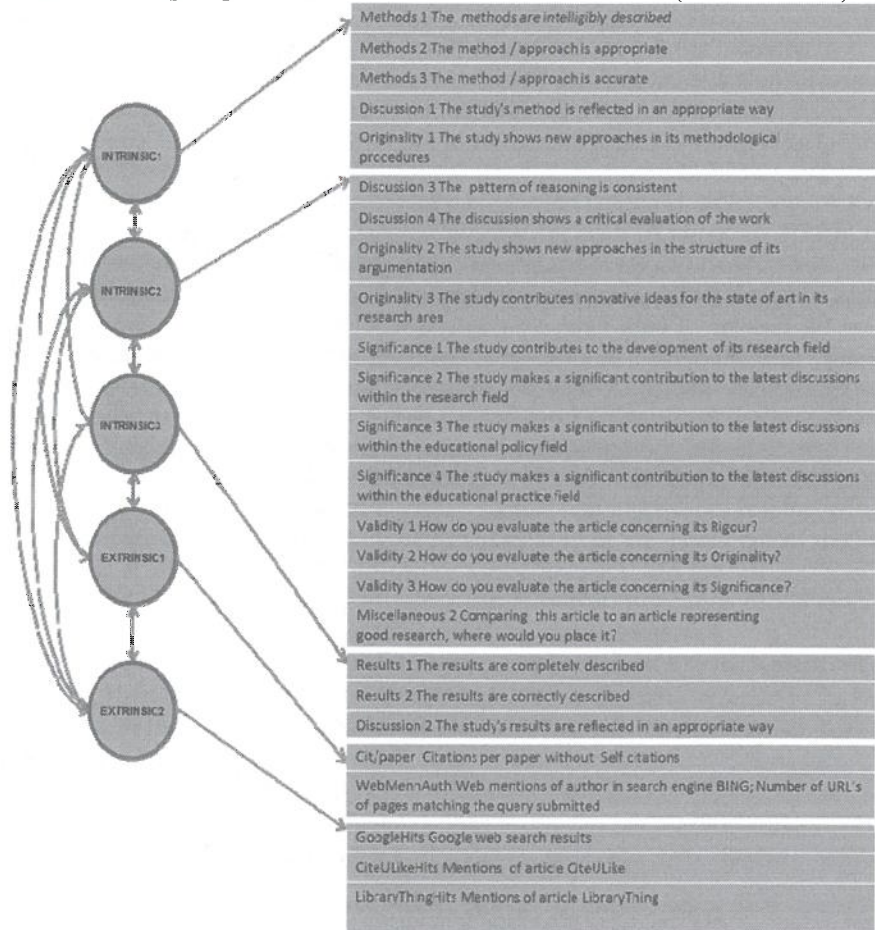 Methods 1 The methods are intelligibly described
Methods 2 The method / approach is appropriate
Methods 3 The method / approach is accurate
Discussion 1 The study's method is reflected in an appropriate way
Originality 1 The study shows new approaches in its methodological
procedures
INTRINSIC1
Discussion 3 The pattern of reasoning is consistent
Discussion 4 The discussion shows a critical evaluation of the work
Originality 2 The study shows new approaches in the structure of its
argumentation
Originality 3 The study contributes innovative ideas for the state of art in its
research area
INTRINSIC2
Significance 1 The study contributes to the development of its research field
Significance 2 The study makes a significant contribution to the latest discussions
within the research field
Significance 3 The study makes a significant contribution to the latest discussions
within the educational policy field
Significance 4 The study makes a significant contribution to the latest discussions
within the educational practice field
INTRINSIC3
Validity 1 How do you evaluate the article concerning its Rigour?
Validity 2 How do you evaluate the article concerning its Originality?
Validity 3 How do you evaluate the article concerning its Significance?
Miscellaneous 2 Comparing this article to an article representing
good research, where would you place it?
EXTRINSIC1
Results 1 The results are completely described
Results 2 The results are correctly described
Discussion 2 The study's results are reflected in an appropriate way
EXTRINSIC2
Cit/paper Citations per paper without Self citations
WebMennAuth Web mentions of author in search engine BING; Number of URL's
of pages matching the query submitted
GoogleHits Google web search results
CiteULikeHits Mentions of article CiteULike
LibraryThingHits Mentions of article LibraryThing